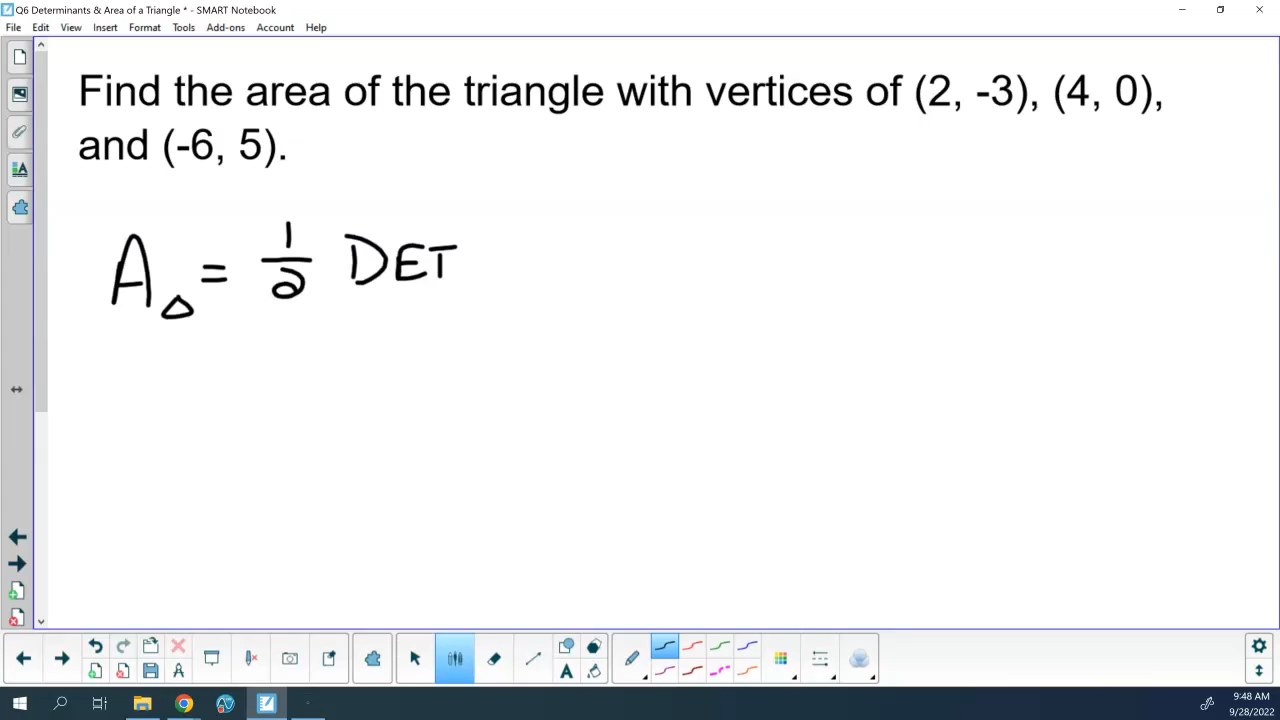 Q6 Determinants & Area of a Triangle * - SMART Notebook
File Edit View Insert Format Tools Add-ons Account Help
Find the area of the triangle with vertices of (2, -3), (4, 0),
and (-6, 5).
A△ = 1/2 DET
9:48 AM
9/28/2022